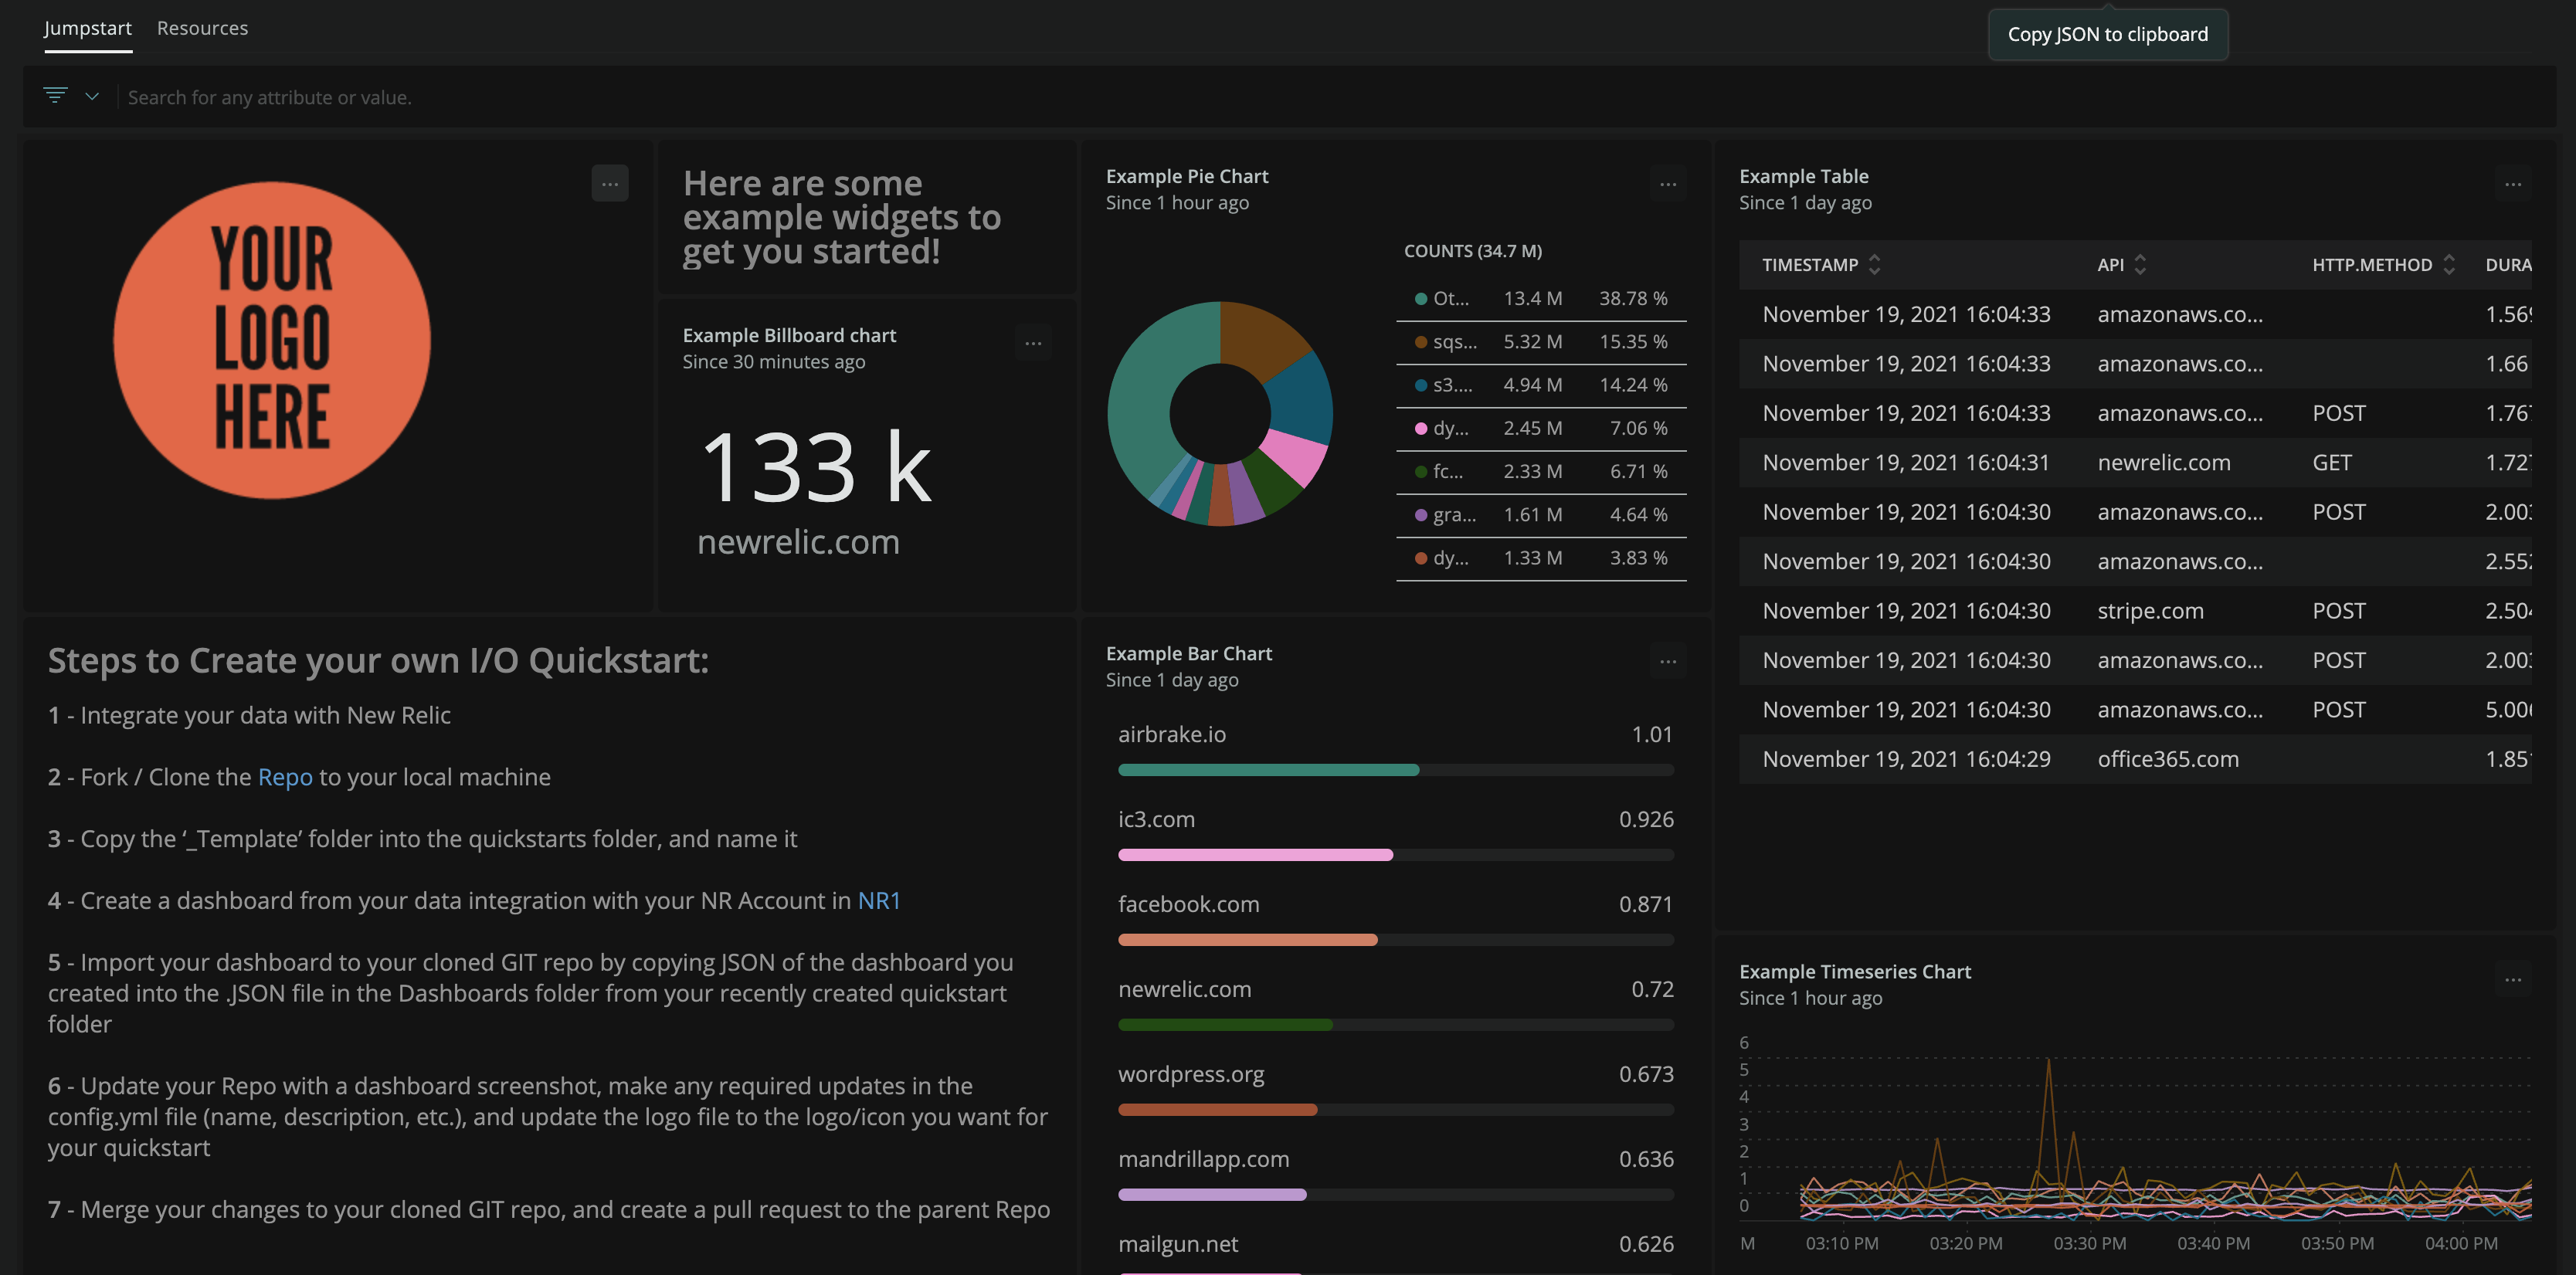 Jumpstart Resources
Copy JSON to clipboard
Search for any attribute or value.
YOUR
LOGO
HERE
...
Here are some
example widgets to
get you started!
Example Billboard chart
Since 30 minutes ago
...
133 k
newrelic.com
Example Pie Chart
Since 1 hour ago
...
COUNTS (34.7 M)
Ot... 13.4 M 38.78 %
sqs... 5.32 M 15.35 %
s3.... 4.94 M 14.24 %
dy... 2.45 M 7.06 %
fc... 2.33 M 6.71 %
gra... 1.61 M 4.64 %
dy... 1.33 M 3.83 %
Example Table
Since 1 day ago
...
TIMESTAMP API HTTP.METHOD DURA
November 19, 2021 16:04:33 amazonaws.co... 1.569
November 19, 2021 16:04:33 amazonaws.co... 1.66
November 19, 2021 16:04:33 amazonaws.co... POST 1.767
November 19, 2021 16:04:31 newrelic.com GET 1.727
November 19, 2021 16:04:30 amazonaws.co... POST 2.003
November 19, 2021 16:04:30 amazonaws.co... 2.552
November 19, 2021 16:04:30 stripe.com POST 2.504
November 19, 2021 16:04:30 amazonaws.co... POST 2.003
November 19, 2021 16:04:30 amazonaws.co... POST 5.006
November 19, 2021 16:04:29 office365.com 1.851
Steps to Create your own I/O Quickstart:
1 - Integrate your data with New Relic
2 - Fork / Clone the Repo to your local machine
3 - Copy the ‘_Template’ folder into the quickstarts folder, and name it
4 - Create a dashboard from your data integration with your NR Account in NR1
5 - Import your dashboard to your cloned GIT repo by copying JSON of the dashboard you
created into the .JSON file in the Dashboards folder from your recently created quickstart
folder
6 - Update your Repo with a dashboard screenshot, make any required updates in the
config.yml file (name, description, etc.), and update the logo file to the logo/icon you want for
your quickstart
7 - Merge your changes to your cloned GIT repo, and create a pull request to the parent Repo
Example Bar Chart
Since 1 day ago
...
airbrake.io 1.01
ic3.com 0.926
facebook.com 0.871
newrelic.com 0.72
wordpress.org 0.673
mandrillapp.com 0.636
mailgun.net 0.626
Example Timeseries Chart
Since 1 hour ago
...
6
5
4
3
2
1
0
M 03:10 PM 03:20 PM 03:30 PM 03:40 PM 03:50 PM 04:00 PM